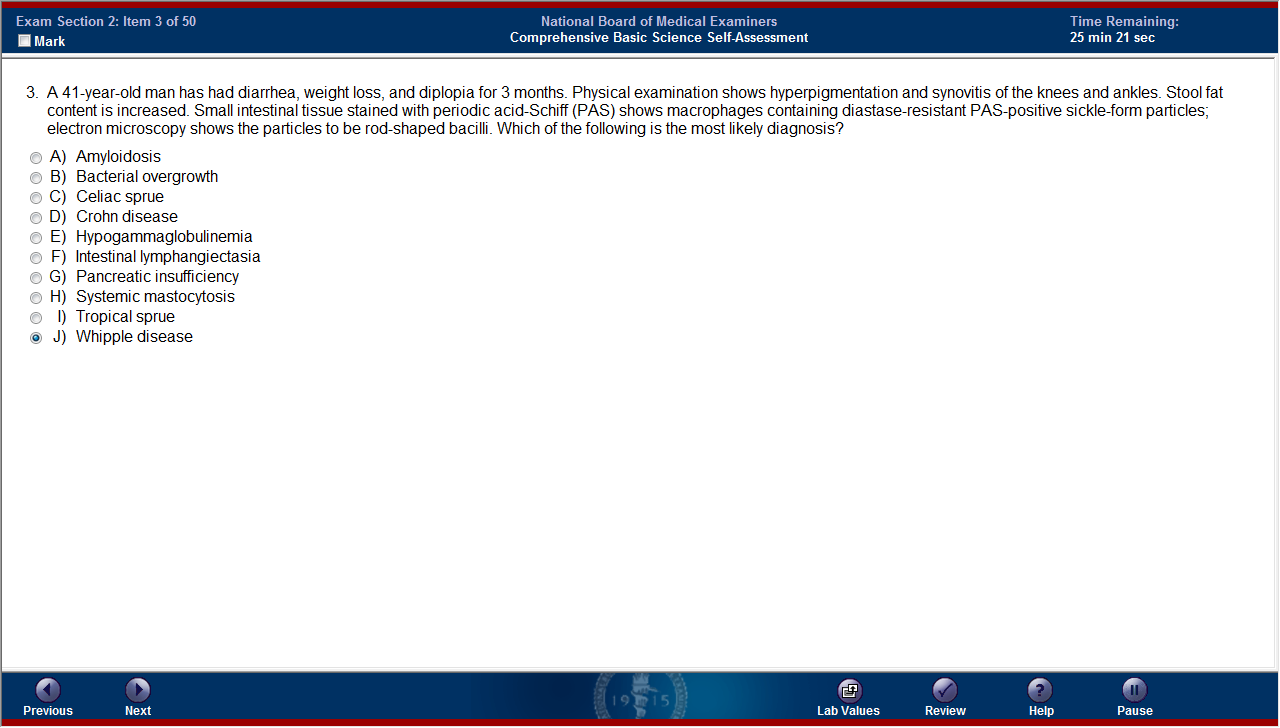 Exam Section 2: Item 3 of 50
National Board of Medical Examiners
Time Remaining:
Mark
Comprehensive Basic Science Self-Assessment
25 min 21 sec
3. A 41-year-old man has had diarrhea, weight loss, and diplopia for 3 months. Physical examination shows hyperpigmentation and synovitis of the knees and ankles. Stool fat
content is increased. Small intestinal tissue stained with periodic acid-Schiff (PAS) shows macrophages containing diastase-resistant PAS-positive sickle-form particles;
electron microscopy shows the particles to be rod-shaped bacilli. Which of the following is the most likely diagnosis?
A) Amyloidosis
B) Bacterial overgrowth
C) Celiac sprue
D) Crohn disease
E) Hypogammaglobulinemia
F) Intestinal lymphangiectasia
G) Pancreatic insufficiency
H) Systemic mastocytosis
I) Tropical sprue
J) Whipple disease
1915
Previous
Next
Lab Values
Review
Help
Pause